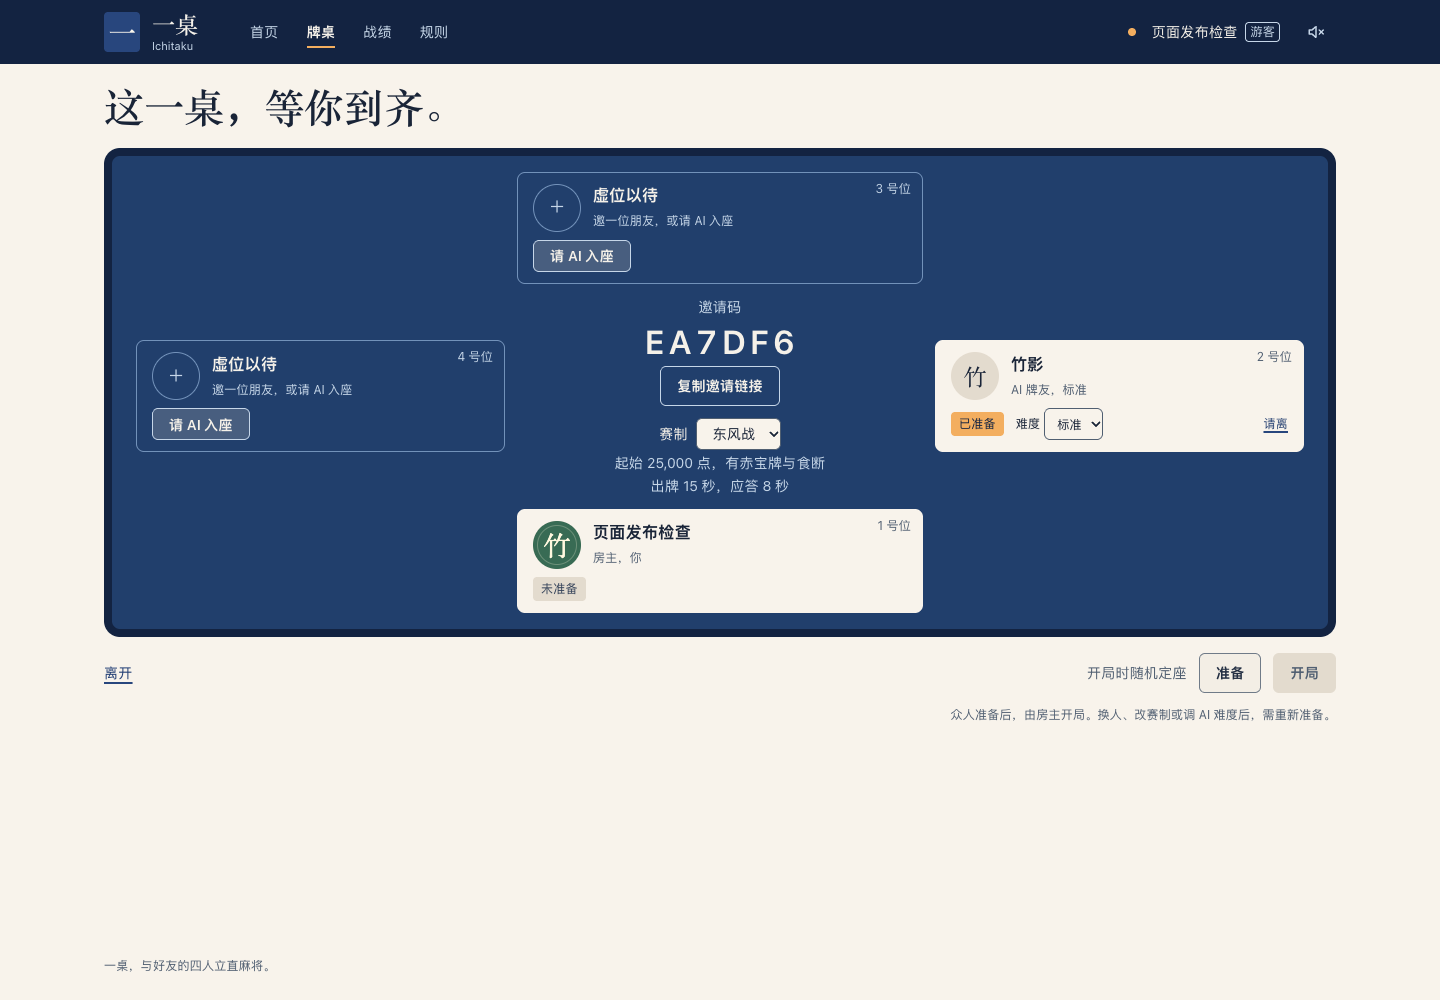 一 一桌
Ichitaku
首页 牌桌 战绩 规则
页面发布检查 游客
这一桌，等你到齐。
虚位以待 3 号位
邀一位朋友，或请 AI 入座
请 AI 入座
邀请码
EA7DF6
复制邀请链接
赛制 东风战
起始 25,000 点，有赤宝牌与食断
出牌 15 秒，应答 8 秒
虚位以待 4 号位
邀一位朋友，或请 AI 入座
请 AI 入座
竹 竹影 2 号位
AI 牌友，标准
已准备 难度 标准 请离
竹 页面发布检查 1 号位
房主，你
未准备
离开
开局时随机定座 准备 开局
众人准备后，由房主开局。换人、改赛制或调 AI 难度后，需重新准备。
一桌，与好友的四人立直麻将。